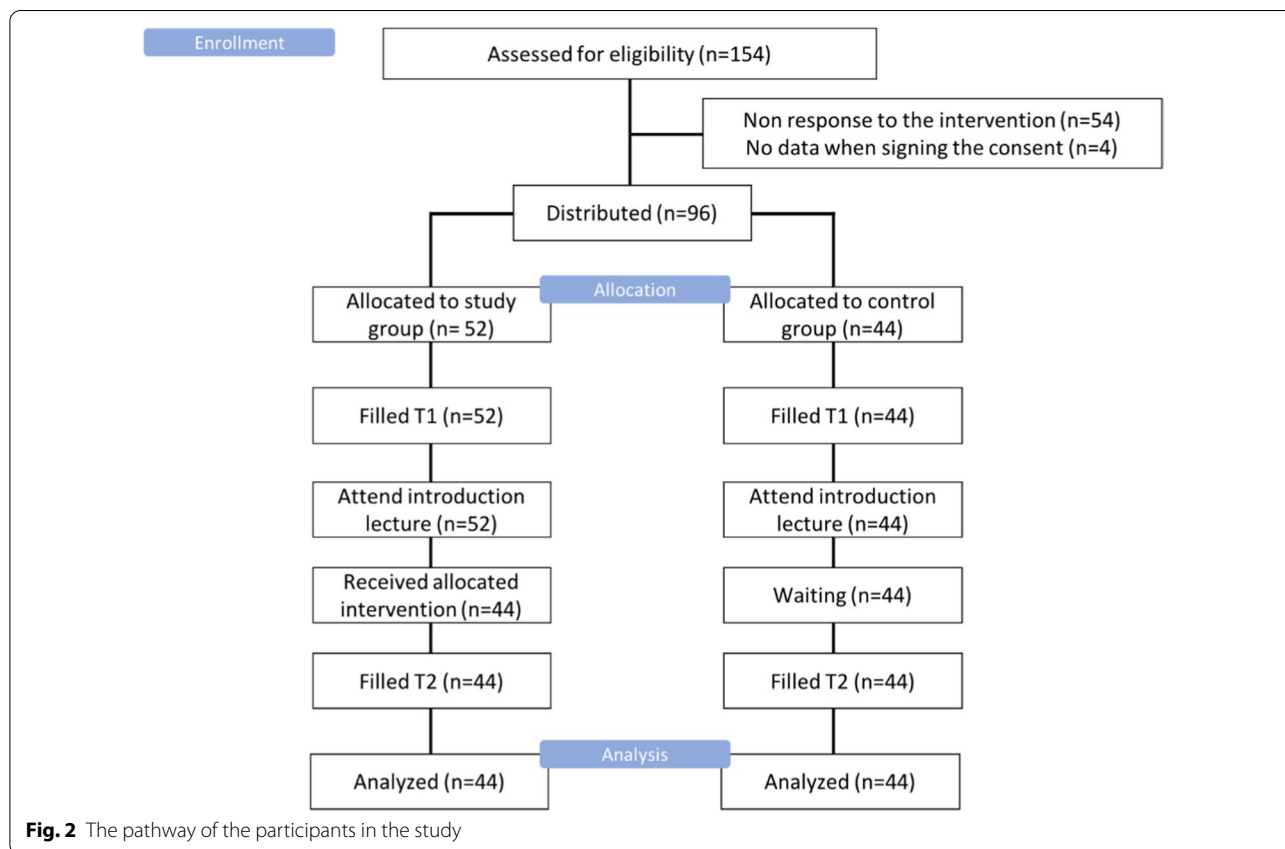 Enrollment
Assessed for eligibility (n=154)
Non response to the intervention (n=54)
No data when signing the consent (n=4)
Distributed (n=96)
Allocation
Allocated to study
group (n= 52)
Allocated to control
group (n=44)
Filled T1 (n=52)
Filled T1 (n=44)
Attend introduction
lecture (n=52)
Attend introduction
lecture (n=44)
Received allocated
intervention (n=44)
Waiting (n=44)
Filled T2 (n=44)
Filled T2 (n=44)
Analysis
Analyzed (n=44)
Analyzed (n=44)
Fig. 2 The pathway of the participants in the study